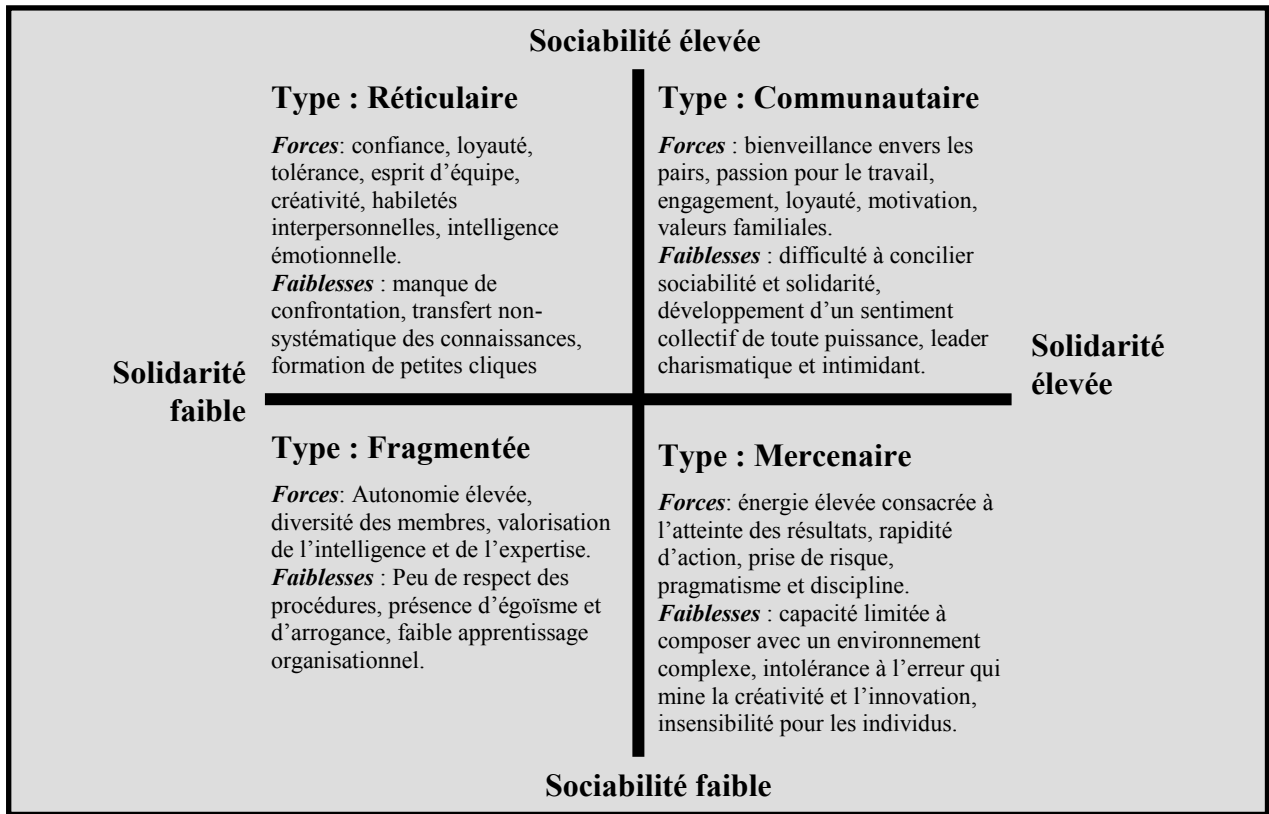 Sociabilité élevée
Type : Réticulaire
Forces: confiance, loyauté,
tolérance, esprit d’équipe,
créativité, habiletés
interpersonnelles, intelligence
émotionnelle.
Faiblesses : manque de
confrontation, transfert non-
systématique des connaissances,
formation de petites cliques
Type : Communautaire
Forces : bienveillance envers les
pairs, passion pour le travail,
engagement, loyauté, motivation,
valeurs familiales.
Faiblesses : difficulté à concilier
sociabilité et solidarité,
développement d’un sentiment
collectif de toute puissance, leader
charismatique et intimidant.
Solidarité
faible
Solidarité
élevée
Type : Fragmentée
Forces: Autonomie élevée,
diversité des membres, valorisation
de l’intelligence et de l’expertise.
Faiblesses : Peu de respect des
procédures, présence d’égoïsme et
d’arrogance, faible apprentissage
organisationnel.
Type : Mercenaire
Forces: énergie élevée consacrée à
l’atteinte des résultats, rapidité
d’action, prise de risque,
pragmatisme et discipline.
Faiblesses : capacité limitée à
composer avec un environnement
complexe, intolérance à l’erreur qui
mine la créativité et l’innovation,
insensibilité pour les individus.
Sociabilité faible